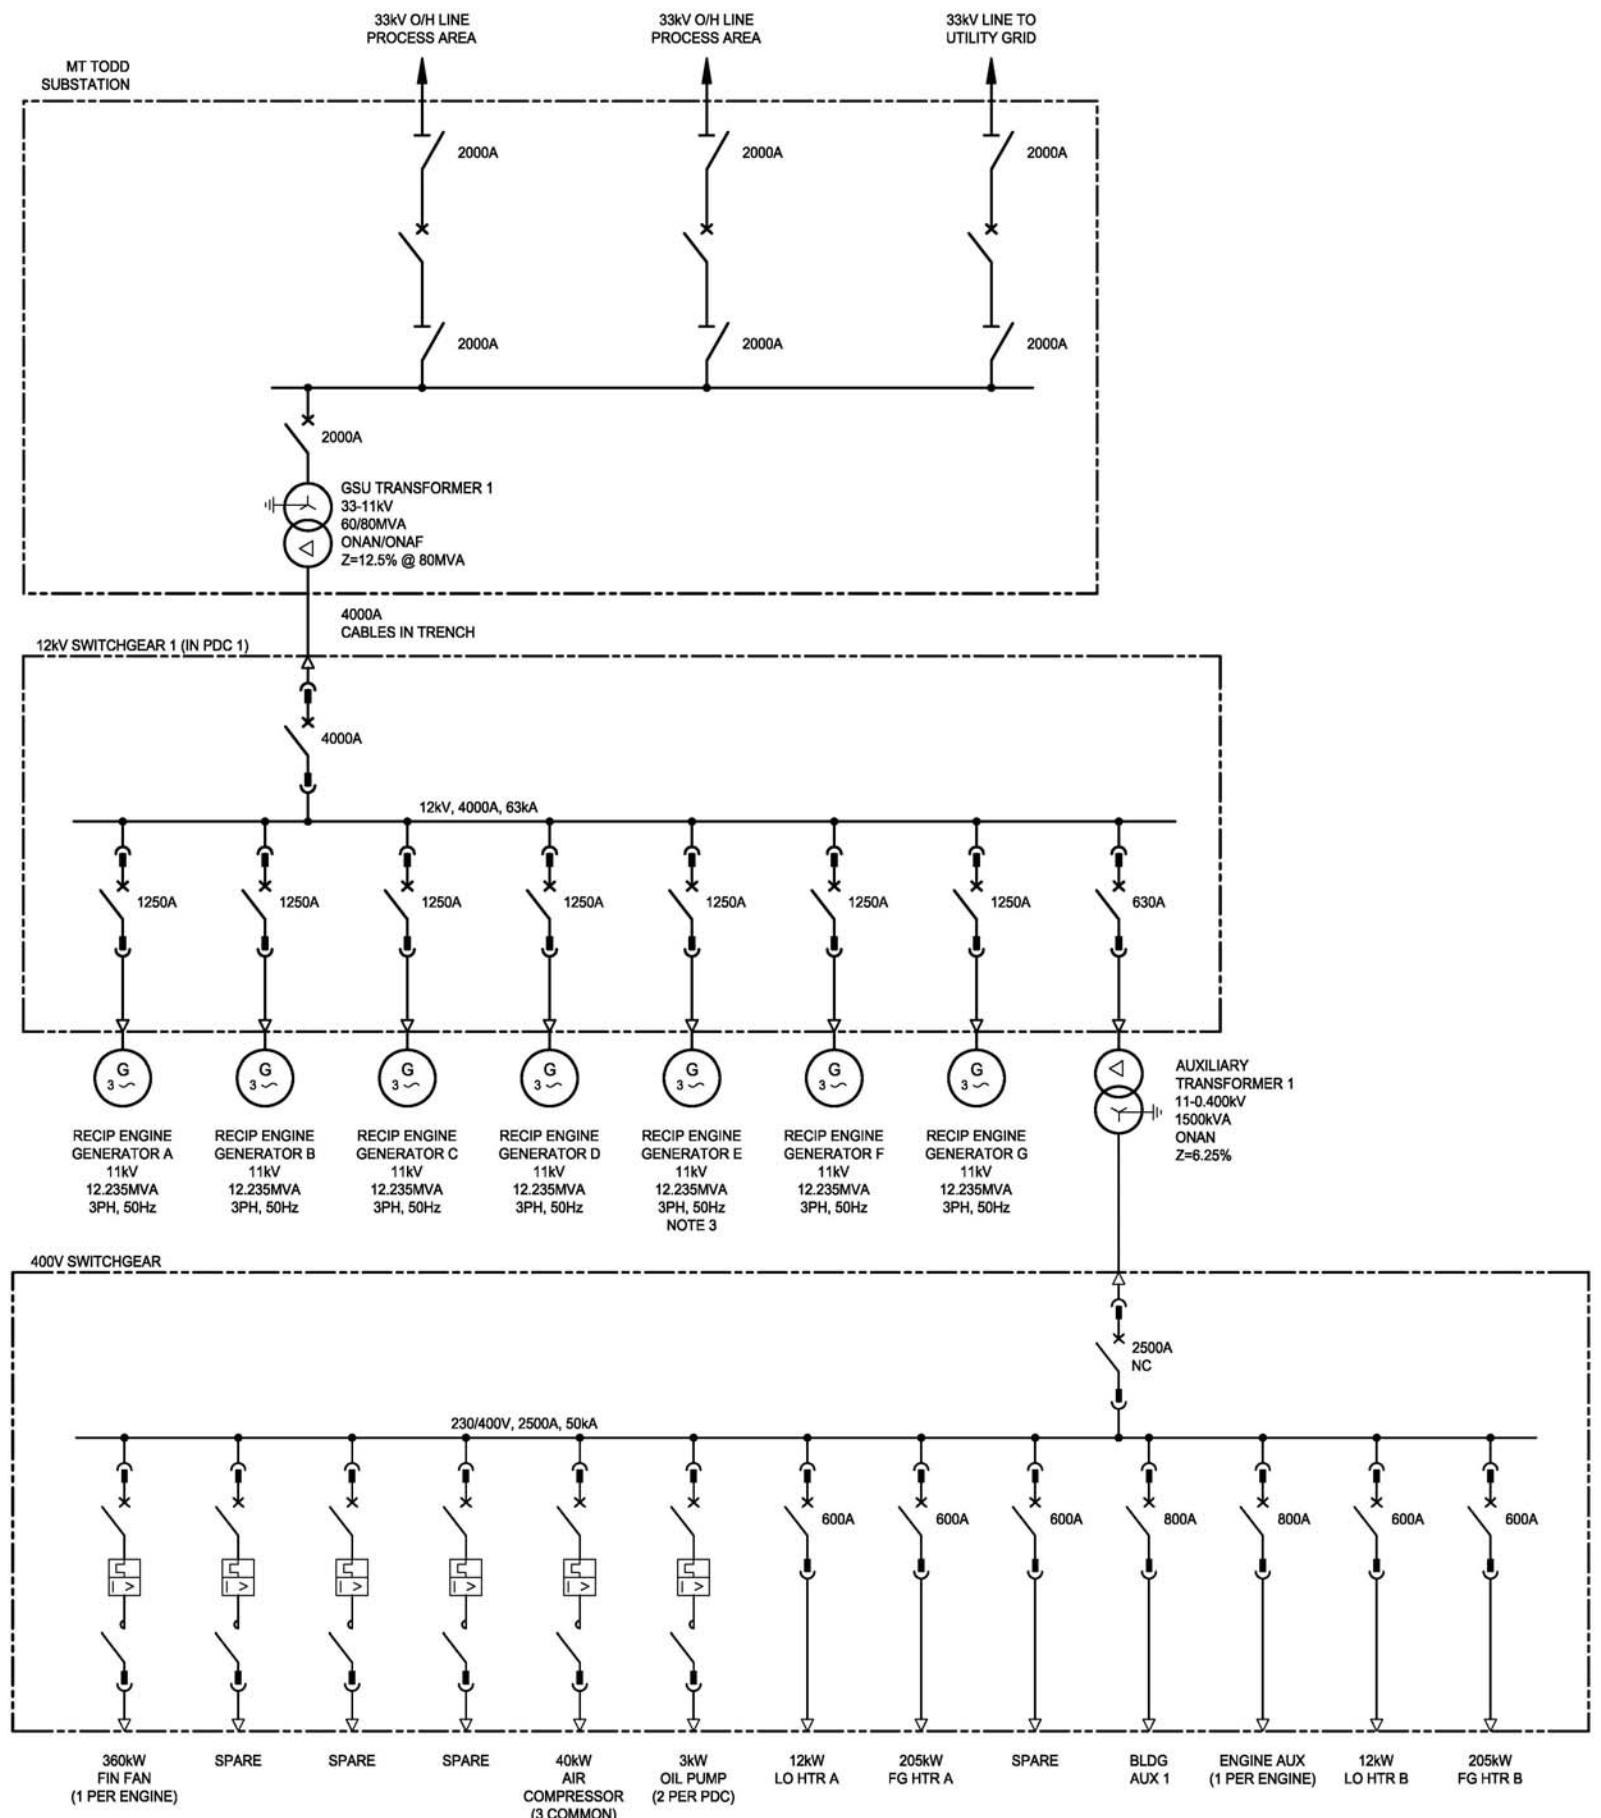 33kV O/H LINE
PROCESS AREA
33kV O/H LINE
PROCESS AREA
33kV LINE TO
UTILITY GRID
MT TODD
SUBSTATION
2000A
2000A
2000A
2000A
2000A
2000A
2000A
GSU TRANSFORMER 1
33-11kV
60/80MVA
ONAN/ONAF
Z=12.5% @ 80MVA
4000A
CABLES IN TRENCH
12kV SWITCHGEAR 1 (IN PDC 1)
4000A
12kV, 4000A, 63kA
1250A
1250A
1250A
1250A
1250A
1250A
1250A
630A
G
3
G
3
G
3
G
3
G
3
G
3
G
3
RECIP ENGINE
GENERATOR A
11kV
12.235MVA
3PH, 50Hz
RECIP ENGINE
GENERATOR B
11kV
12.235MVA
3PH, 50Hz
RECIP ENGINE
GENERATOR C
11kV
12.235MVA
3PH, 50Hz
RECIP ENGINE
GENERATOR D
11kV
12.235MVA
3PH, 50Hz
RECIP ENGINE
GENERATOR E
11kV
12.235MVA
3PH, 50Hz
NOTE 3
RECIP ENGINE
GENERATOR F
11kV
12.235MVA
3PH, 50Hz
RECIP ENGINE
GENERATOR G
11kV
12.235MVA
3PH, 50Hz
AUXILIARY
TRANSFORMER 1
11-0.400kV
1500kVA
ONAN
Z=6.25%
400V SWITCHGEAR
2500A
NC
230/400V, 2500A, 50kA
600A
600A
600A
800A
800A
600A
600A
I >
I >
I >
I >
I >
I >
360kW
FIN FAN
(1 PER ENGINE)
SPARE
SPARE
SPARE
40kW
AIR
COMPRESSOR
(3 COMMON)
3kW
OIL PUMP
(2 PER PDC)
12kW
LO HTR A
205kW
FG HTR A
SPARE
BLDG
AUX 1
ENGINE AUX
(1 PER ENGINE)
12kW
LO HTR B
205kW
FG HTR B